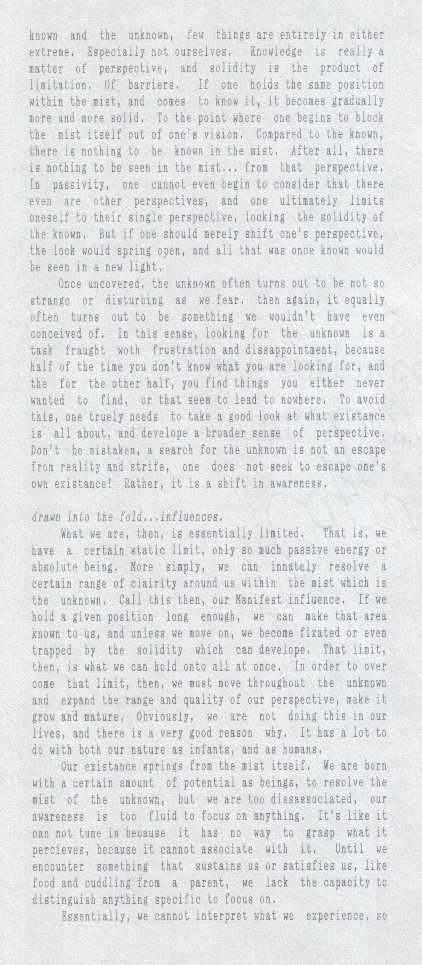 known and the unknown, few things are entirely in either
extreme. Especially not ourselves. Knowledge is really a
matter of perspective, and solidity is the product of
limitation. Of barriers. If one holds the same position
within the mist, and comes to know it, it becomes gradually
more and more solid. To the point where one begins to block
the mist itself out of one's vision. Compared to the known,
there is nothing to be known in the mist. After all, there
is nothing to be seen in the mist... from that perspective.
In passivity, one cannot even begin to consider that there
even are other perspectives, and one ultimately limits
oneself to their single perspective, locking the solidity of
the known. But if one should merely shift one's perspective,
the lock would spring open, and all that was once known would
be seen in a new light.
Once uncovered, the unknown often turns out to be not so
strange or disturbing as we fear. then again, it equally
often turns out to be something we wouldn't have even
conceived of. In this sense, looking for the unknown is a
task fraught woth frustration and dissappointment, because
half of the time you don't know what you are looking for, and
the for the other half, you find things you either never
wanted to find, or that seem to lead to nowhere. To avoid
this, one truely needs to take a good look at what existance
is all about, and develope a broader sense of perspective.
Don't be mistaken, a search for the unknown is not an escape
from reality and strife, one does not seek to escape one's
own existance! Rather, it is a shift in awareness.
drawn into the fold...influences.
What we are, then, is essentially limited. That is, we
have a certain static limit, only so much passive energy or
absolute being. More simply, we can innately resolve a
certain range of clairity around us within the mist which is
the unknown. Call this then, our Manifest influence. If we
hold a given position long enough, we can make that area
known to us, and unless we move on, we become fixated or even
trapped by the solidity which can develope. That limit,
then, is what we can hold onto all at once. In order to over
come that limit, then, we must move throughout the unknown
and expand the range and quality of our perspective, make it
grow and mature. Obviously, we are not doing this in our
lives, and there is a very good reason why. It has a lot to
do with both our nature as infants, and as humans.
Our existance springs from the mist itself. We are born
with a certain amount of potential as beings, to resolve the
mist of the unknown, but we are too dissassociated, our
awareness is too fluid to focus on anything. It's like it
can not tune in because it has no way to grasp what it
percieves, because it cannot associate with it. Until we
encounter something that sustains us or satisfies us, like
food and cuddling from a parent, we lack the capacity to
distinguish anything specific to focus on.
Essentially, we cannot interpret what we experience, so